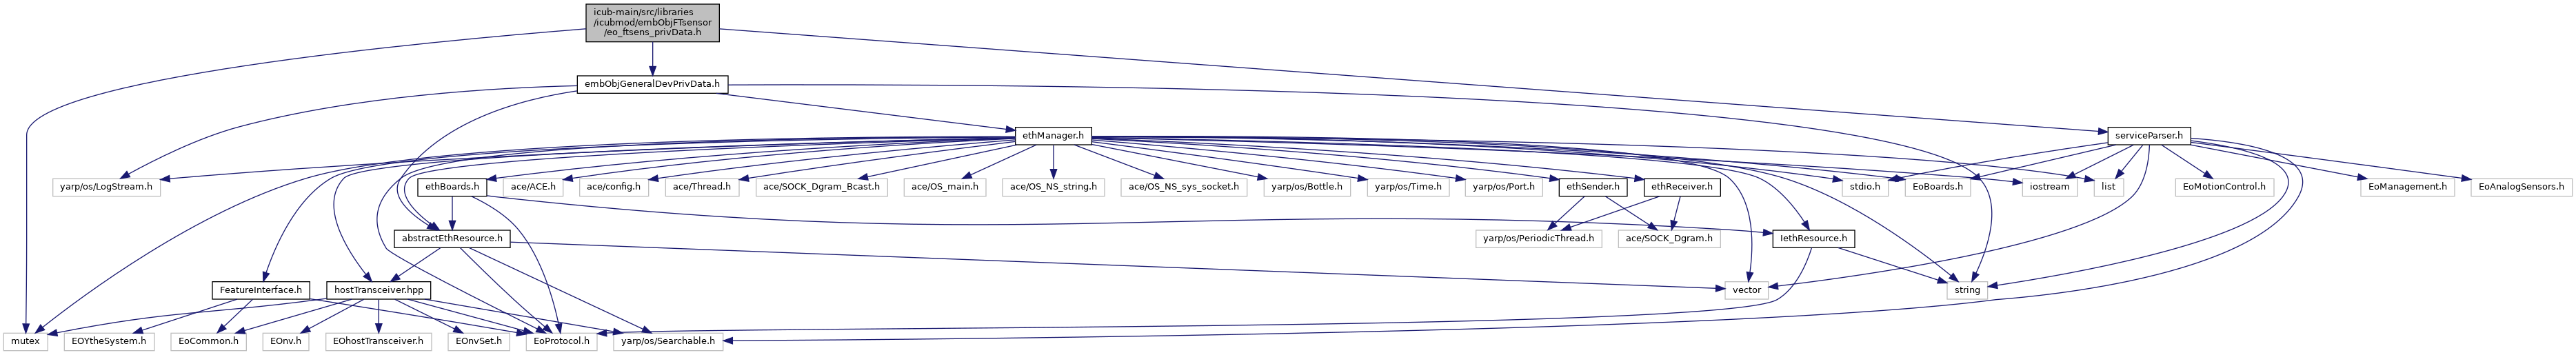 icub-main/src/libraries
/icubmod/embObjFTsensor
/eo_ftsens_privData.h
embObjGeneralDevPrivData.h
ethManager.h
serviceParser.h
yarp/os/LogStream.h
ethBoards.h
ace/ACE.h
ace/config.h
ace/Thread.h
ace/SOCK_Dgram_Bcast.h
ace/OS_main.h
ace/OS_NS_string.h
ace/OS_NS_sys_socket.h
yarp/os/Bottle.h
yarp/os/Time.h
yarp/os/Port.h
ethSender.h
ethReceiver.h
stdio.h
EoBoards.h
iostream
list
EoMotionControl.h
EoManagement.h
EoAnalogSensors.h
abstractEthResource.h
yarp/os/PeriodicThread.h
ace/SOCK_Dgram.h
IethResource.h
FeatureInterface.h
hostTransceiver.hpp
vector
string
mutex
EOYtheSystem.h
EoCommon.h
EOnv.h
EOhostTransceiver.h
EOnvSet.h
EoProtocol.h
yarp/os/Searchable.h